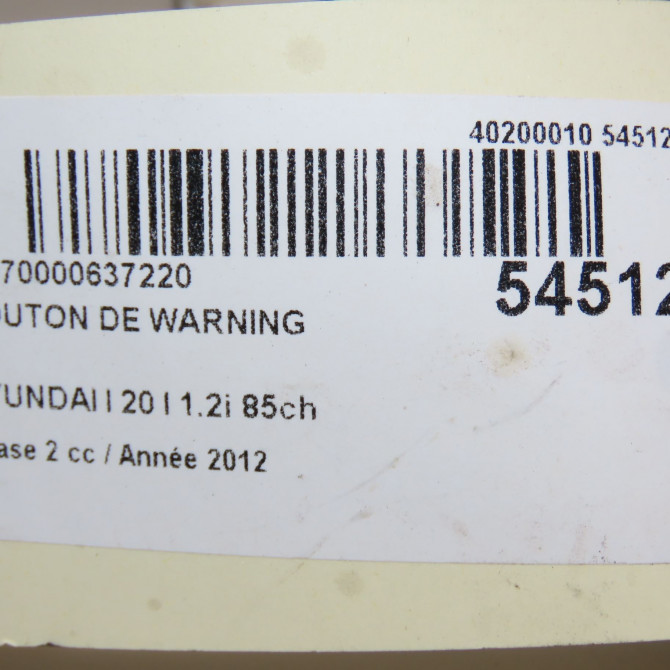 40200010 54512
70000637220
54512
OUTON DE WARNING
YUNDAI I 20 I 1.2i 85ch
ase 2 cc / Année 2012